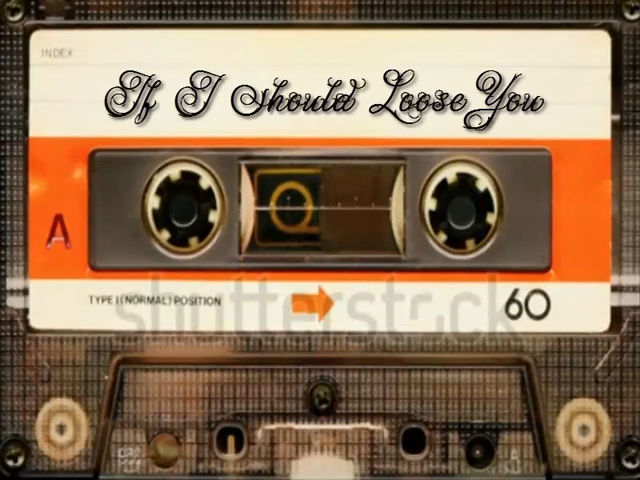 INDEX
If I should Loose You
A
TYPE I (NORMAL) POSITION
60
shutterstock